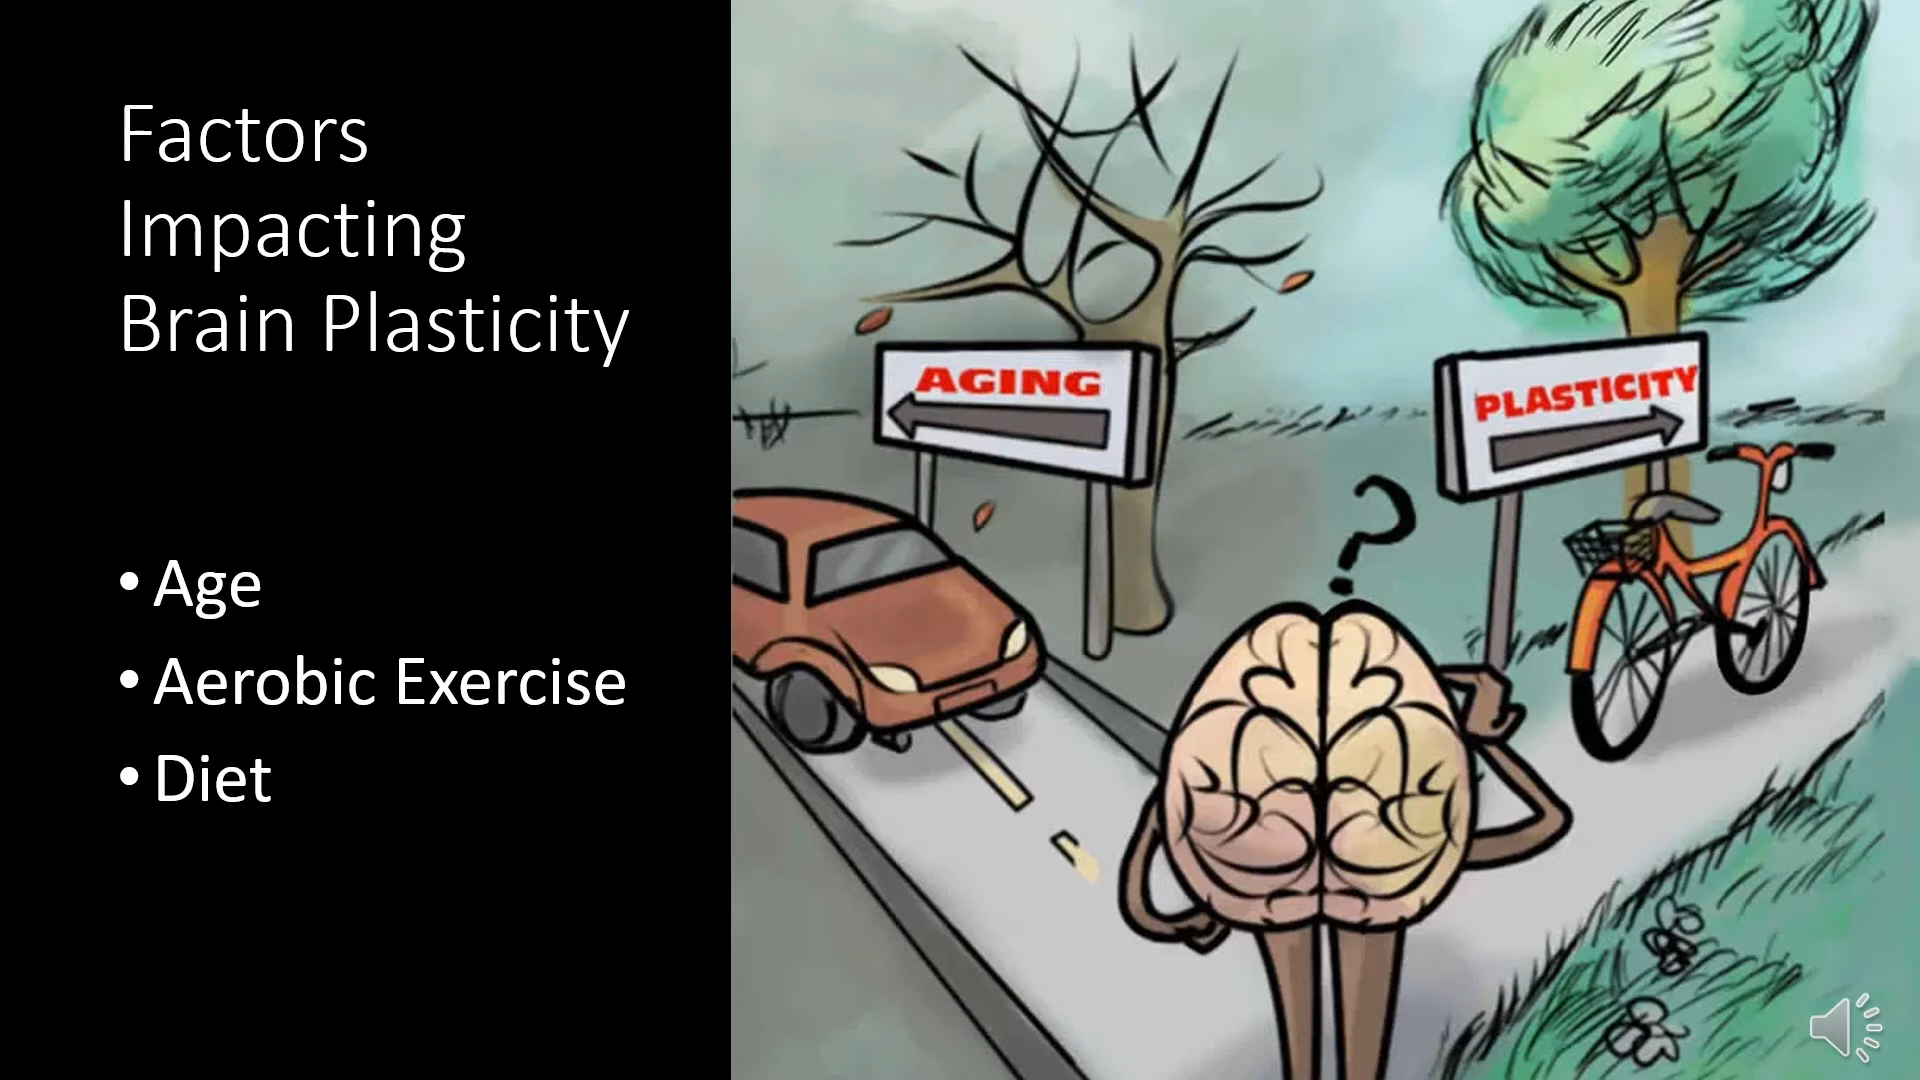 Factors
Impacting
Brain Plasticity
• Age
• Aerobic Exercise
• Diet
AGING
PLASTICITY
?